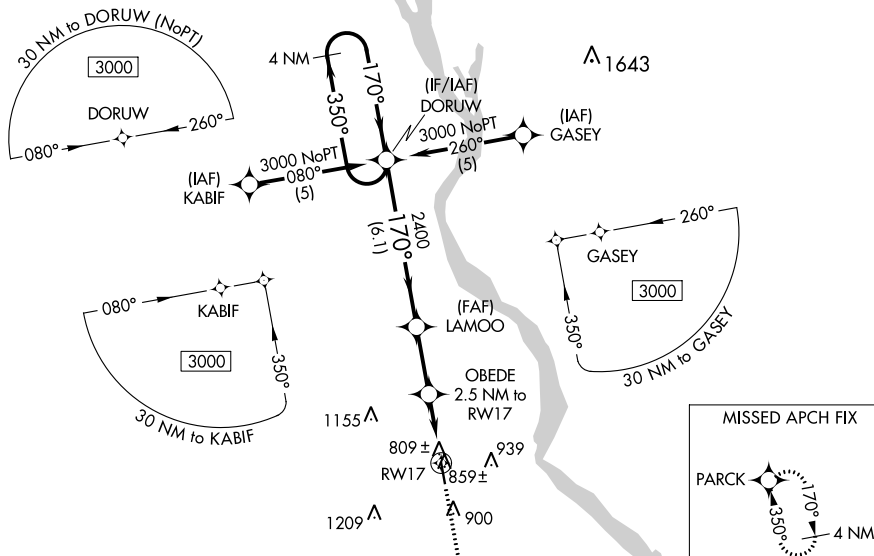 30 NM to DORUW (NoPT)
3000
DORUW
080°
260°
4 NM
350°
170°
(IF/IAF)
DORUW
1643
(IAF)
GASEY
3000 NoPT
260°
(5)
(IAF)
KABIF
3000 NoPT
080°
(5)
2400
170°
(6.1)
260°
GASEY
3000
350°
30 NM to GASEY
080°
KABIF
3000
350°
30 NM to KABIF
(FAF)
LAMOO
OBEDE
2.5 NM to
RW17
1155
809 ±
939
RW17
859±
1209
900
MISSED APCH FIX
PARCK
170°
350°
4 NM